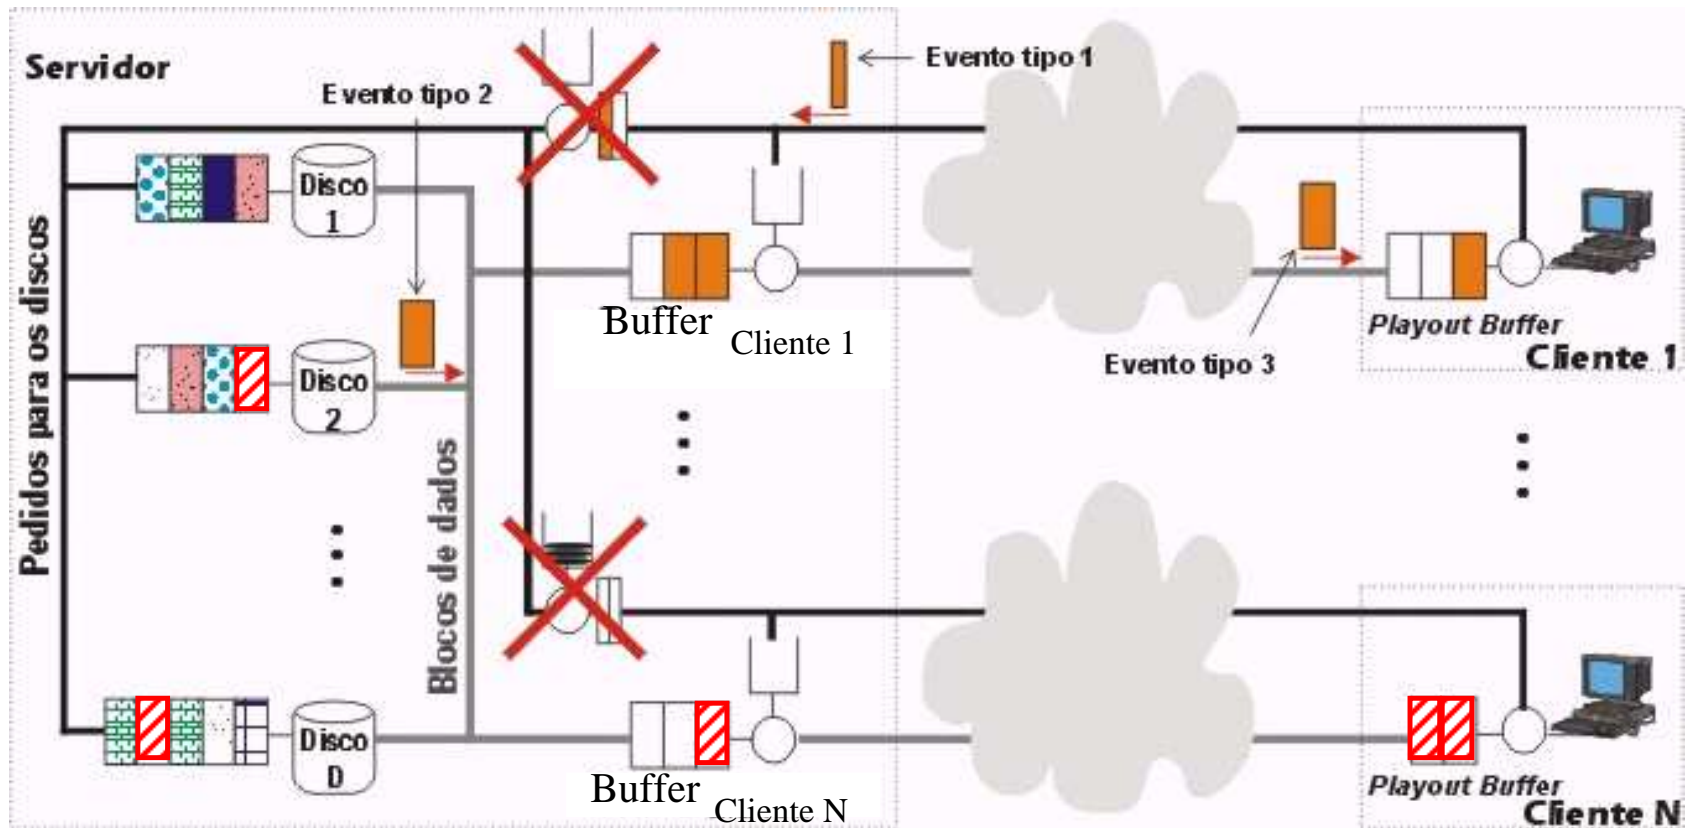 Servidor
Evento tipo 2
Evento tipo 1
Pedidos para os discos
Disco
1
Buffer
Cliente 1
Playout Buffer
Cliente 1
Evento tipo 3
Disco
2
Blocos de dados
Disco
D
Buffer
Cliente N
Playout Buffer
Cliente N